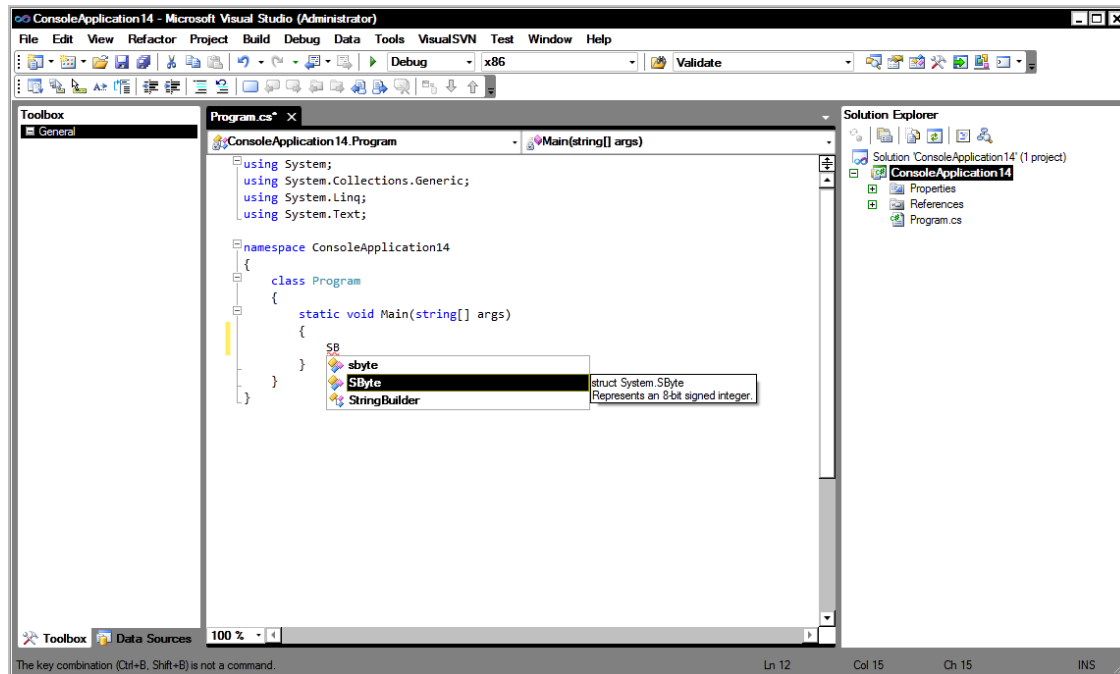 ConsoleApplication14 - Microsoft Visual Studio (Administrator)
File Edit View Refactor Project Build Debug Data Tools VisualSVN Test Window Help
Debug x86 Validate
Toolbox
General
Program.cs* X
ConsoleApplication14.Program Main(string[] args)
using System;
using System.Collections.Generic;
using System.Linq;
using System.Text;
namespace ConsoleApplication14
{
class Program
{
static void Main(string[] args)
{
SB
}
}
}
sbyte
SByte
StringBuilder
struct System.SByte
Represents an 8-bit signed integer.
Solution Explorer
Solution 'ConsoleApplication14' (1 project)
ConsoleApplication14
Properties
References
Program.cs
Toolbox Data Sources
100 %
The key combination (Ctrl+B, Shift+B) is not a command.
Ln 12 Col 15 Ch 15 INS